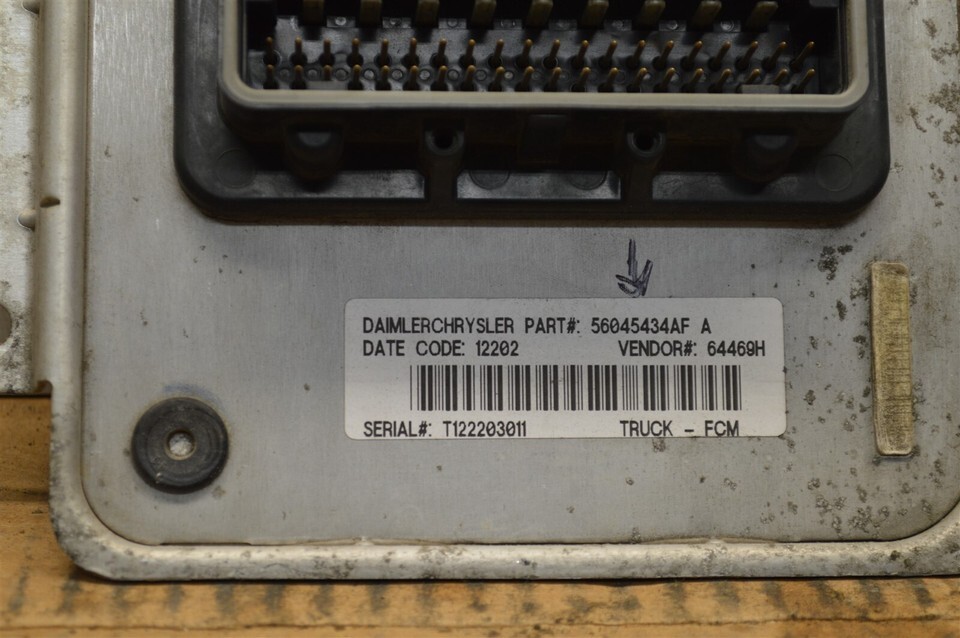 DAIMLERCHRYSLER PART#: 56045434AF A
DATE CODE: 12202 VENDOR#: 64469H
SERIAL#: T122203011 TRUCK - FCM